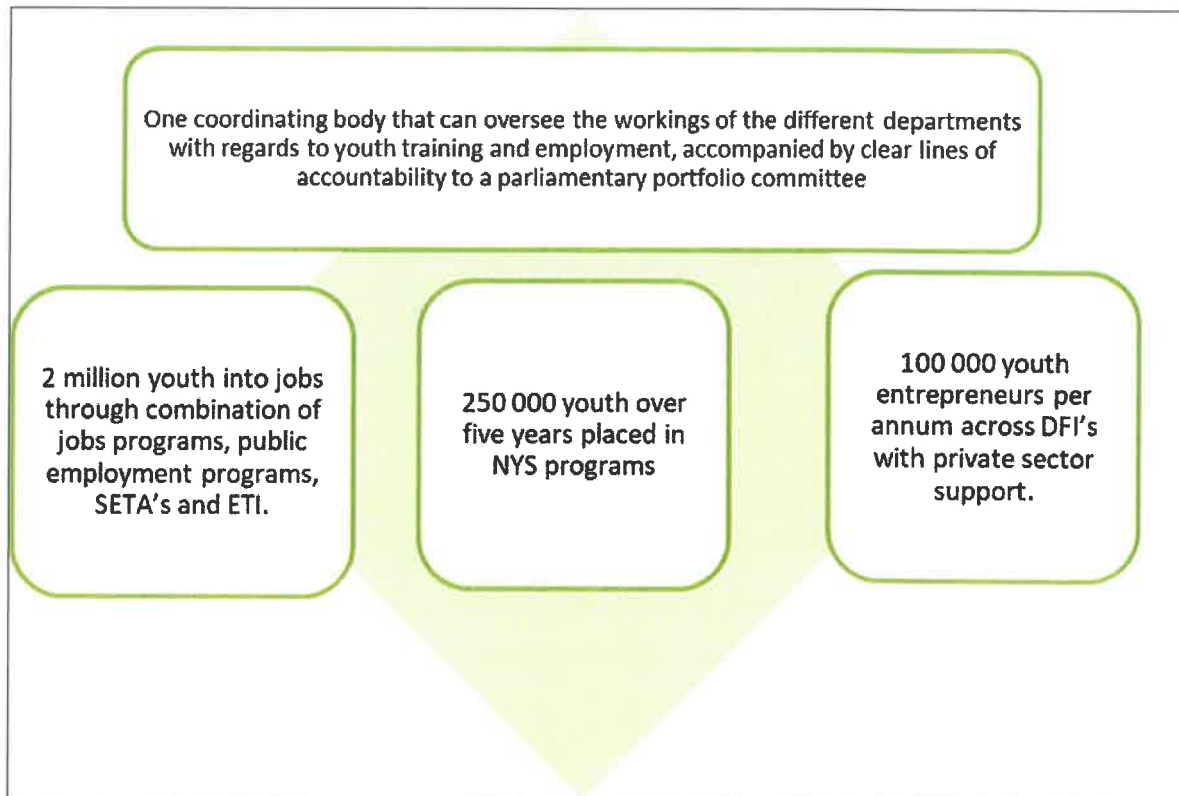 One coordinating body that can oversee the workings of the different departments
with regards to youth training and employment, accompanied by clear lines of
accountability to a parliamentary portfolio committee
2 million youth into jobs
through combination of
jobs programs, public
employment programs,
SETA's and ETI.
250 000 youth over
five years placed in
NYS programs
100 000 youth
entrepreneurs per
annum across DFI's
with private sector
support.